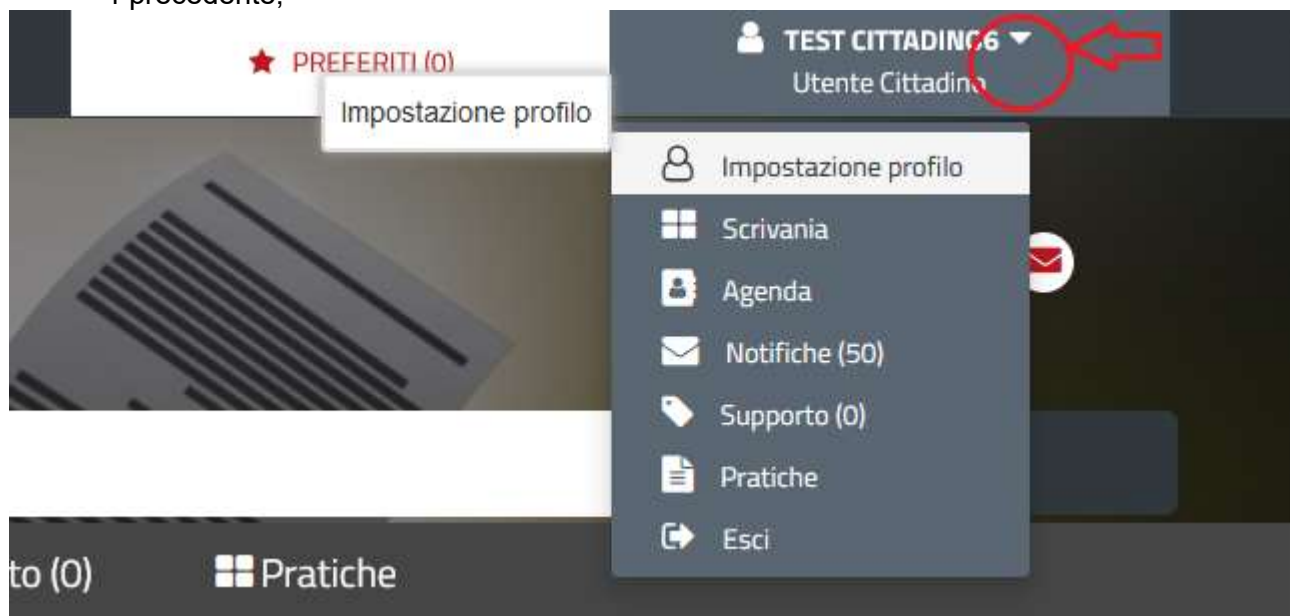 PREFERITI (0)
TEST CITTADINO6
Utente Cittadino
Impostazione profilo
Impostazione profilo
Scrivania
Agenda
Notifiche (50)
Supporto (0)
Pratiche
Esci
to (0)
Pratiche